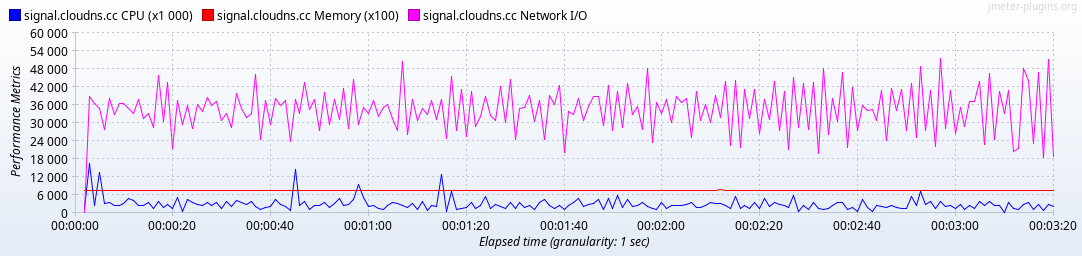 jmeter-plugins.org
signal.cloudns.cc CPU (x1 000) signal.cloudns.cc Memory (x100) signal.cloudns.cc Network I/O
Performance Metrics
60 000
54 000
48 000
42 000
36 000
30 000
24 000
18 000
12 000
6 000
0
00:00:00 00:00:20 00:00:40 00:01:00 00:01:20 00:01:40 00:02:00 00:02:20 00:02:40 00:03:00 00:03:20
Elapsed time (granularity: 1 sec)